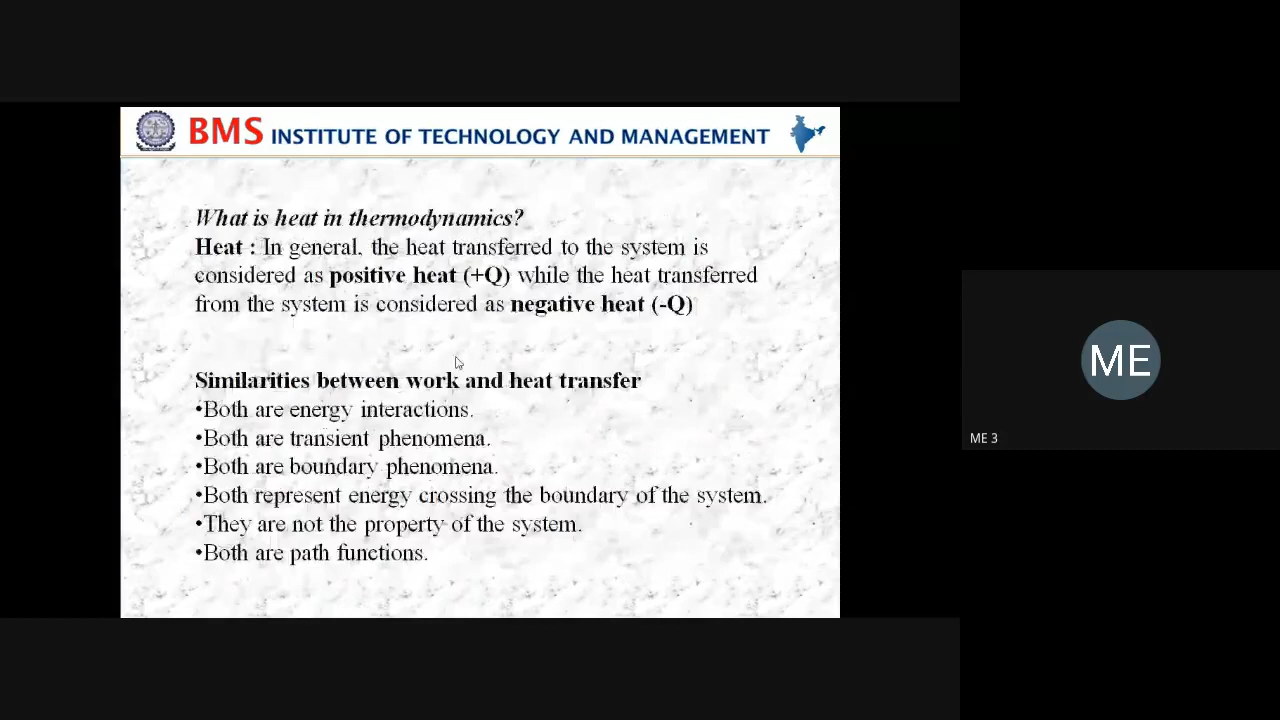 BMS INSTITUTE OF TECHNOLOGY AND MANAGEMENT
What is heat in thermodynamics?
Heat : In general, the heat transferred to the system is
considered as positive heat (+Q) while the heat transferred
from the system is considered as negative heat (-Q)
Similarities between work and heat transfer
•Both are energy interactions.
•Both are transient phenomena.
•Both are boundary phenomena.
•Both represent energy crossing the boundary of the system.
•They are not the property of the system.
•Both are path functions.
ME
ME 3